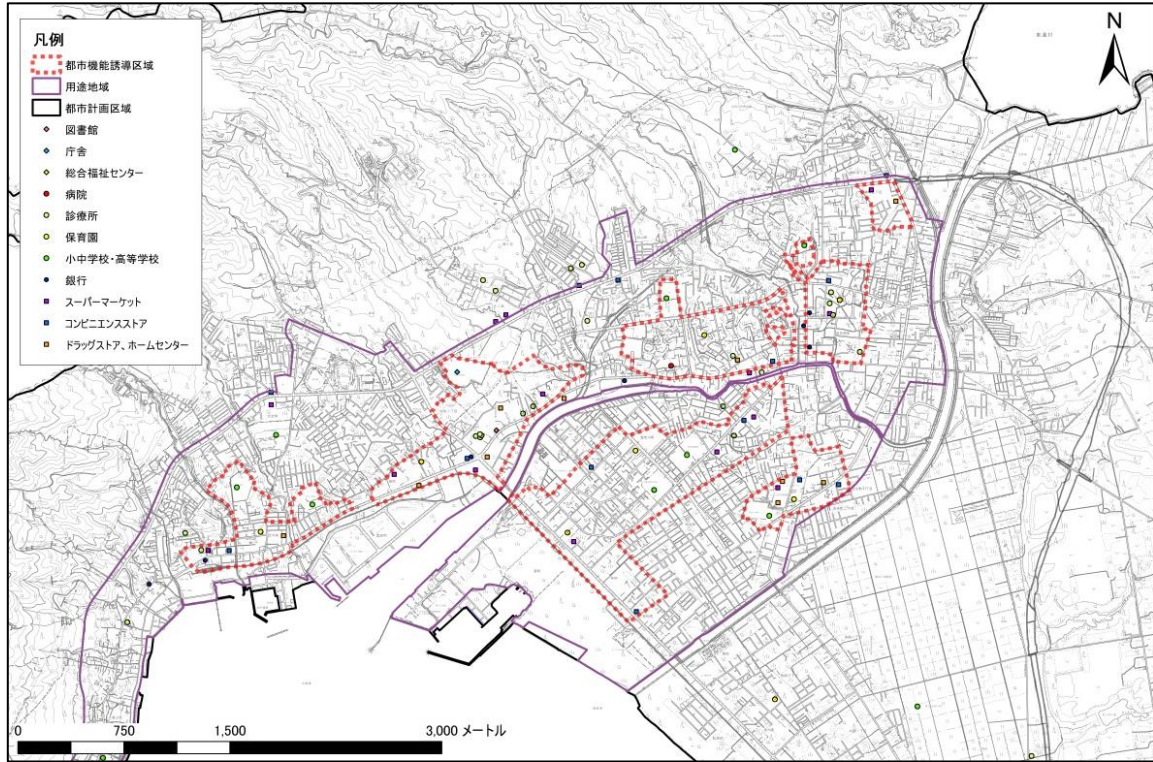 凡例
都市機能誘導区域
用途地域
都市計画区域
図書館
庁舎
総合福祉センター
病院
診療所
保育園
小中学校・高等学校
銀行
スーパーマーケット
コンビニエンスストア
ドラッグストア、ホームセンター
N
0 750 1,500 3,000 メートル